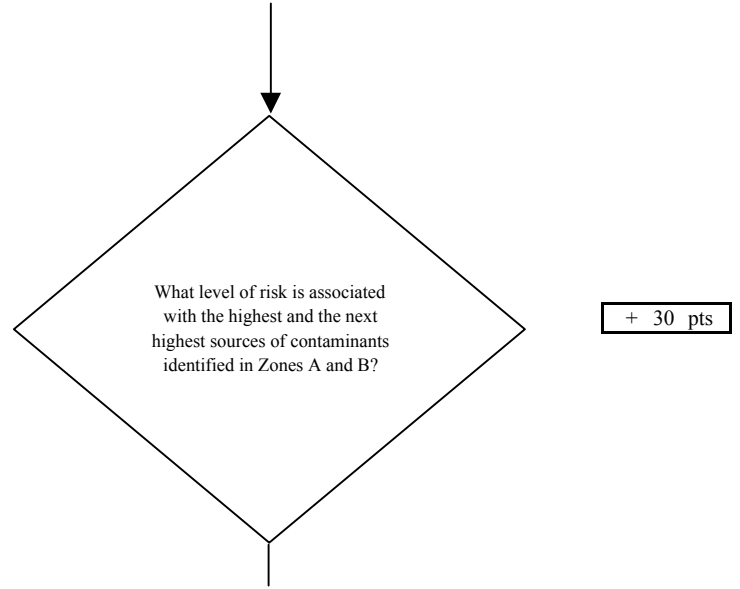 What level of risk is associated
with the highest and the next
highest sources of contaminants
identified in Zones A and B?
+ 30 pts